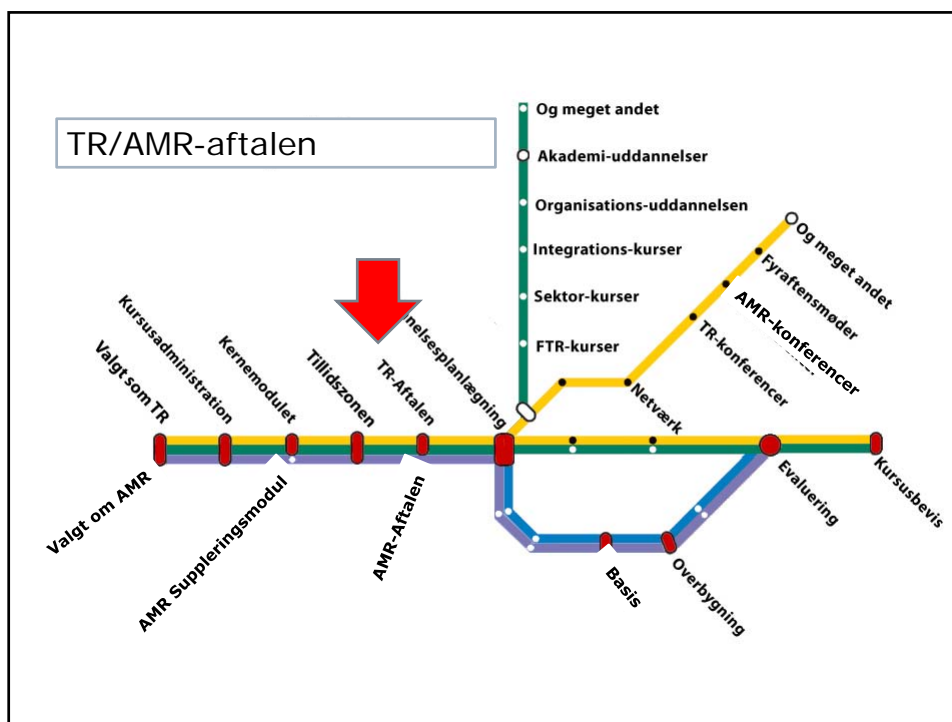 TR/AMR-aftalen
Og meget andet
Akademi-uddannelser
Organisations-uddannelsen
Integrations-kurser
Sektor-kurser
FTR-kurser
Og meget andet
Fyraftensmøder
AMR-konferencer
TR-konferencer
Netværk
Valgt som TR
Kursusadministration
Kernemodulet
Tillidszonen
TR-Aftalen
Valgt om AMR
AMR Suppleringsmodul
AMR-Aftalen
Basis
Overbygning
Evaluering
Kursusbevis